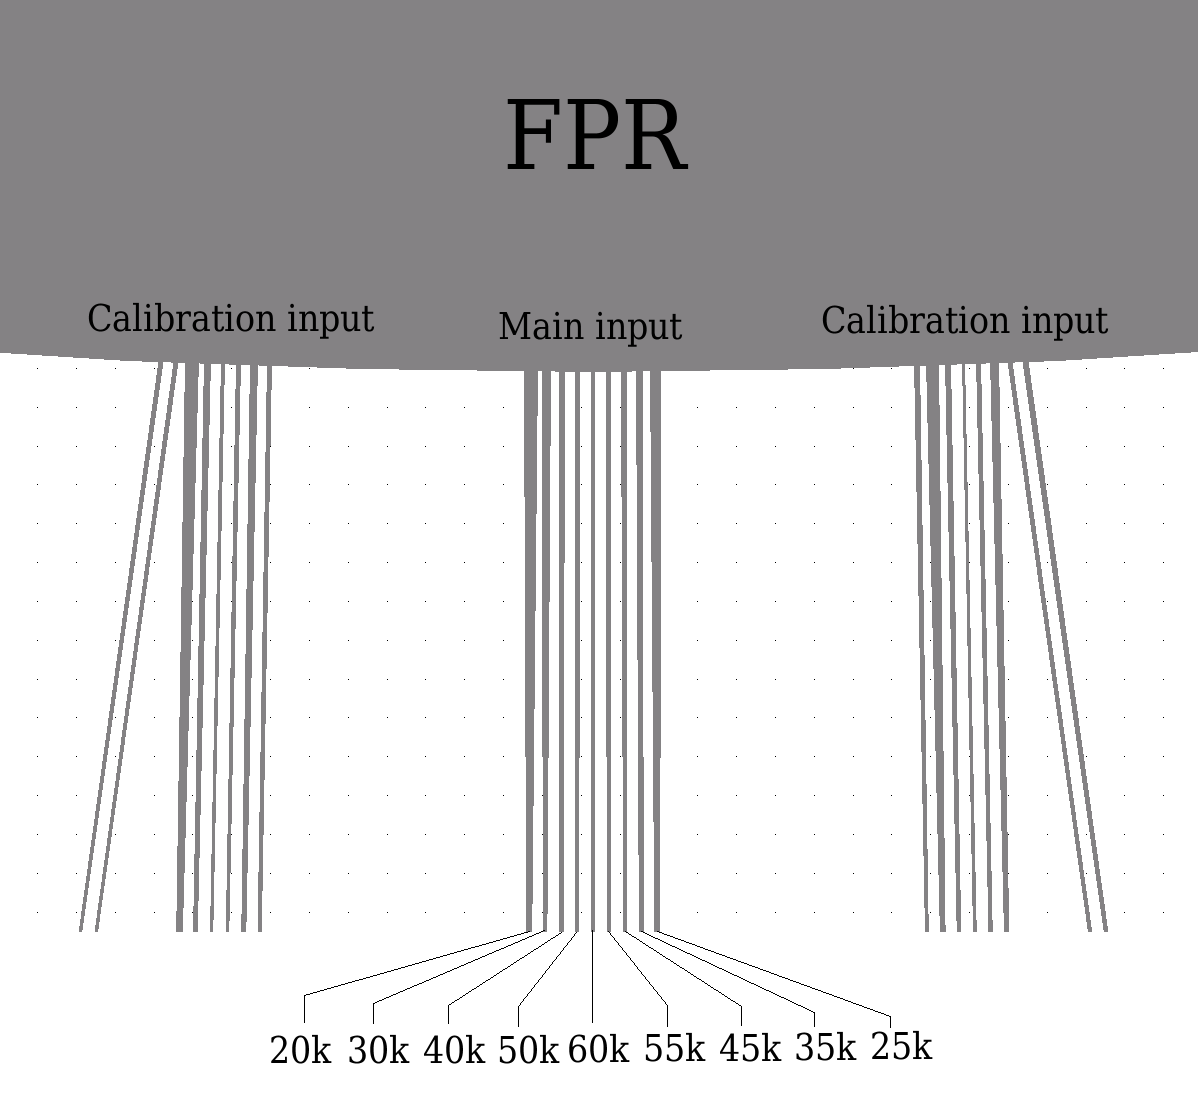 FPR
Calibration input
Main input
Calibration input
20k 30k 40k 50k 60k 55k 45k 35k 25k